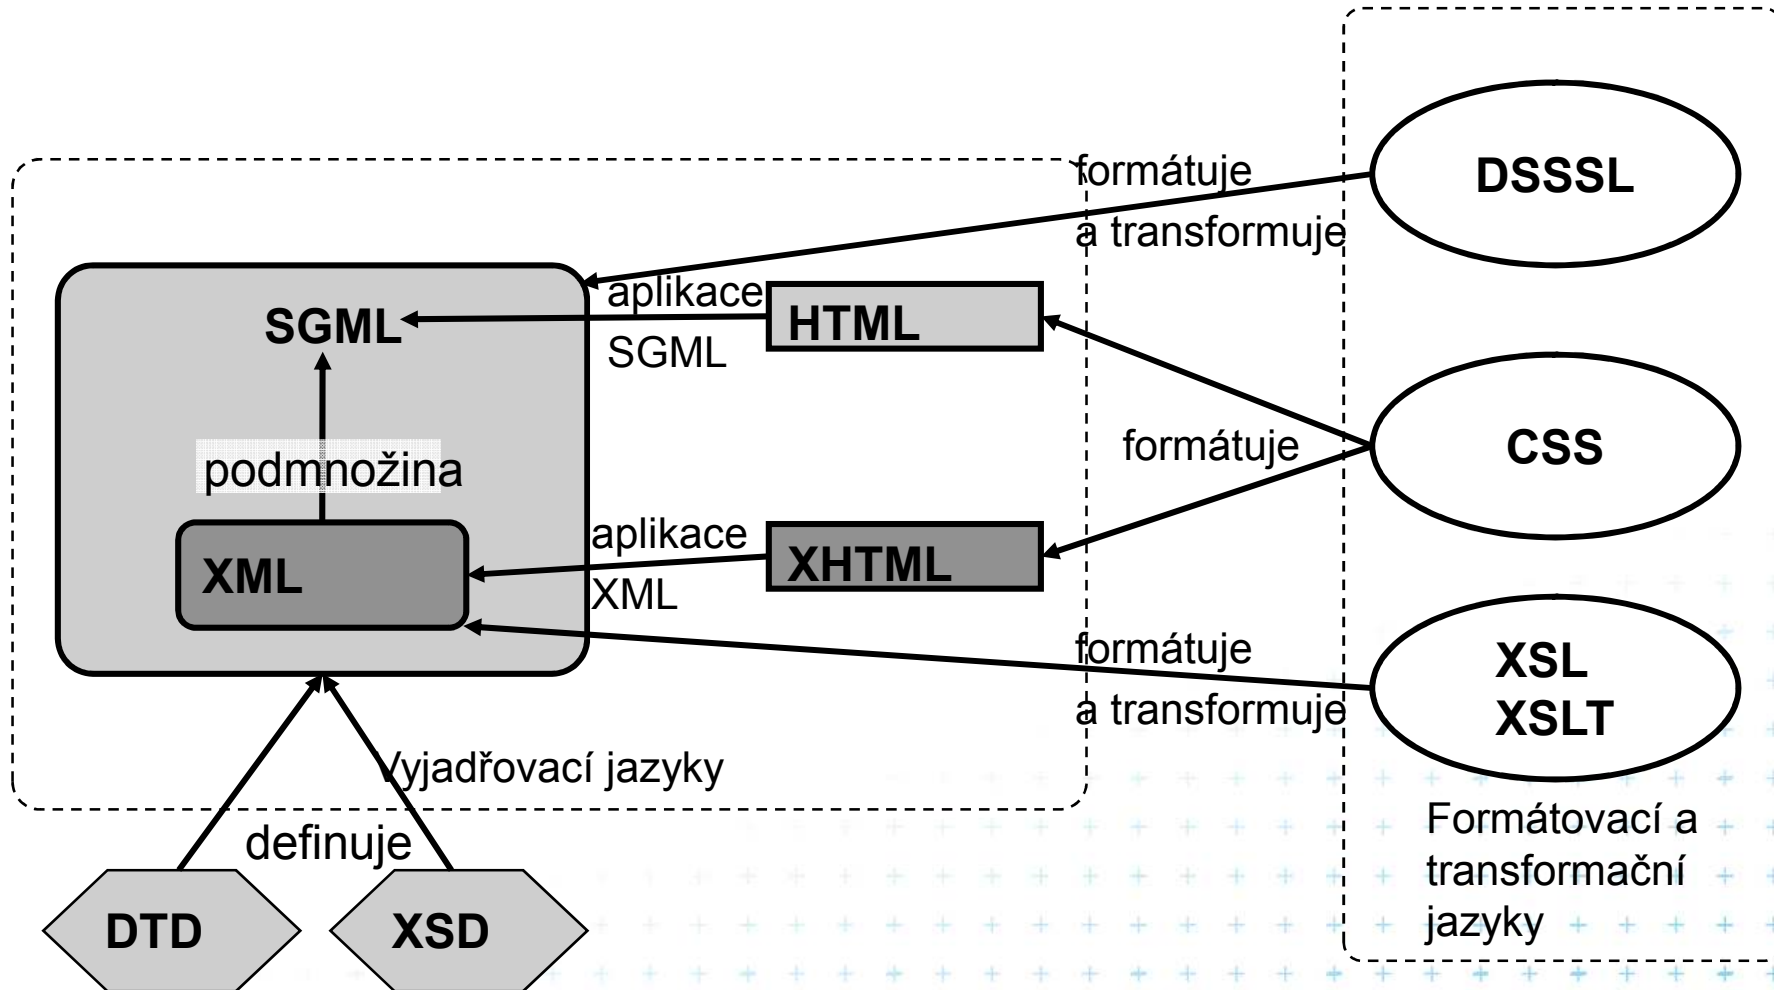 formátuje
a transformuje
DSSSL
SGML
aplikace
SGML
HTML
podmnožina
formátuje
CSS
XML
aplikace
XML
XHTML
formátuje
a transformuje
XSL
XSLT
Vyjadřovací jazyky
definuje
DTD
XSD
Formátovací a
transformační
jazyky